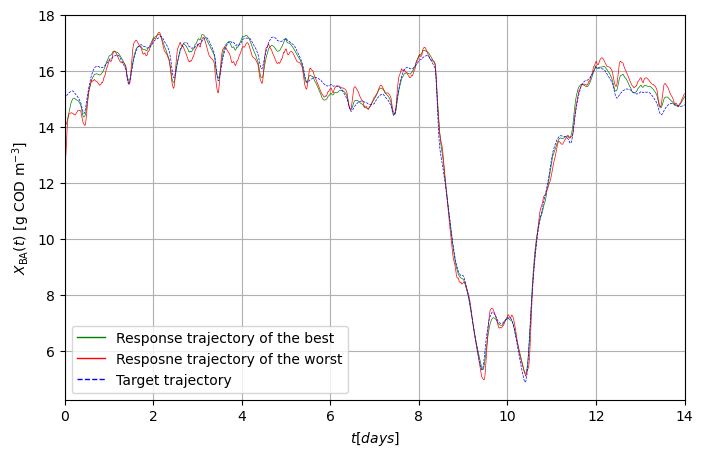 18
16
14
12
10
8
6
X_BA(t) [g COD m⁻³]
Response trajectory of the best
Resposne trajectory of the worst
Target trajectory
0 2 4 6 8 10 12 14
t[days]